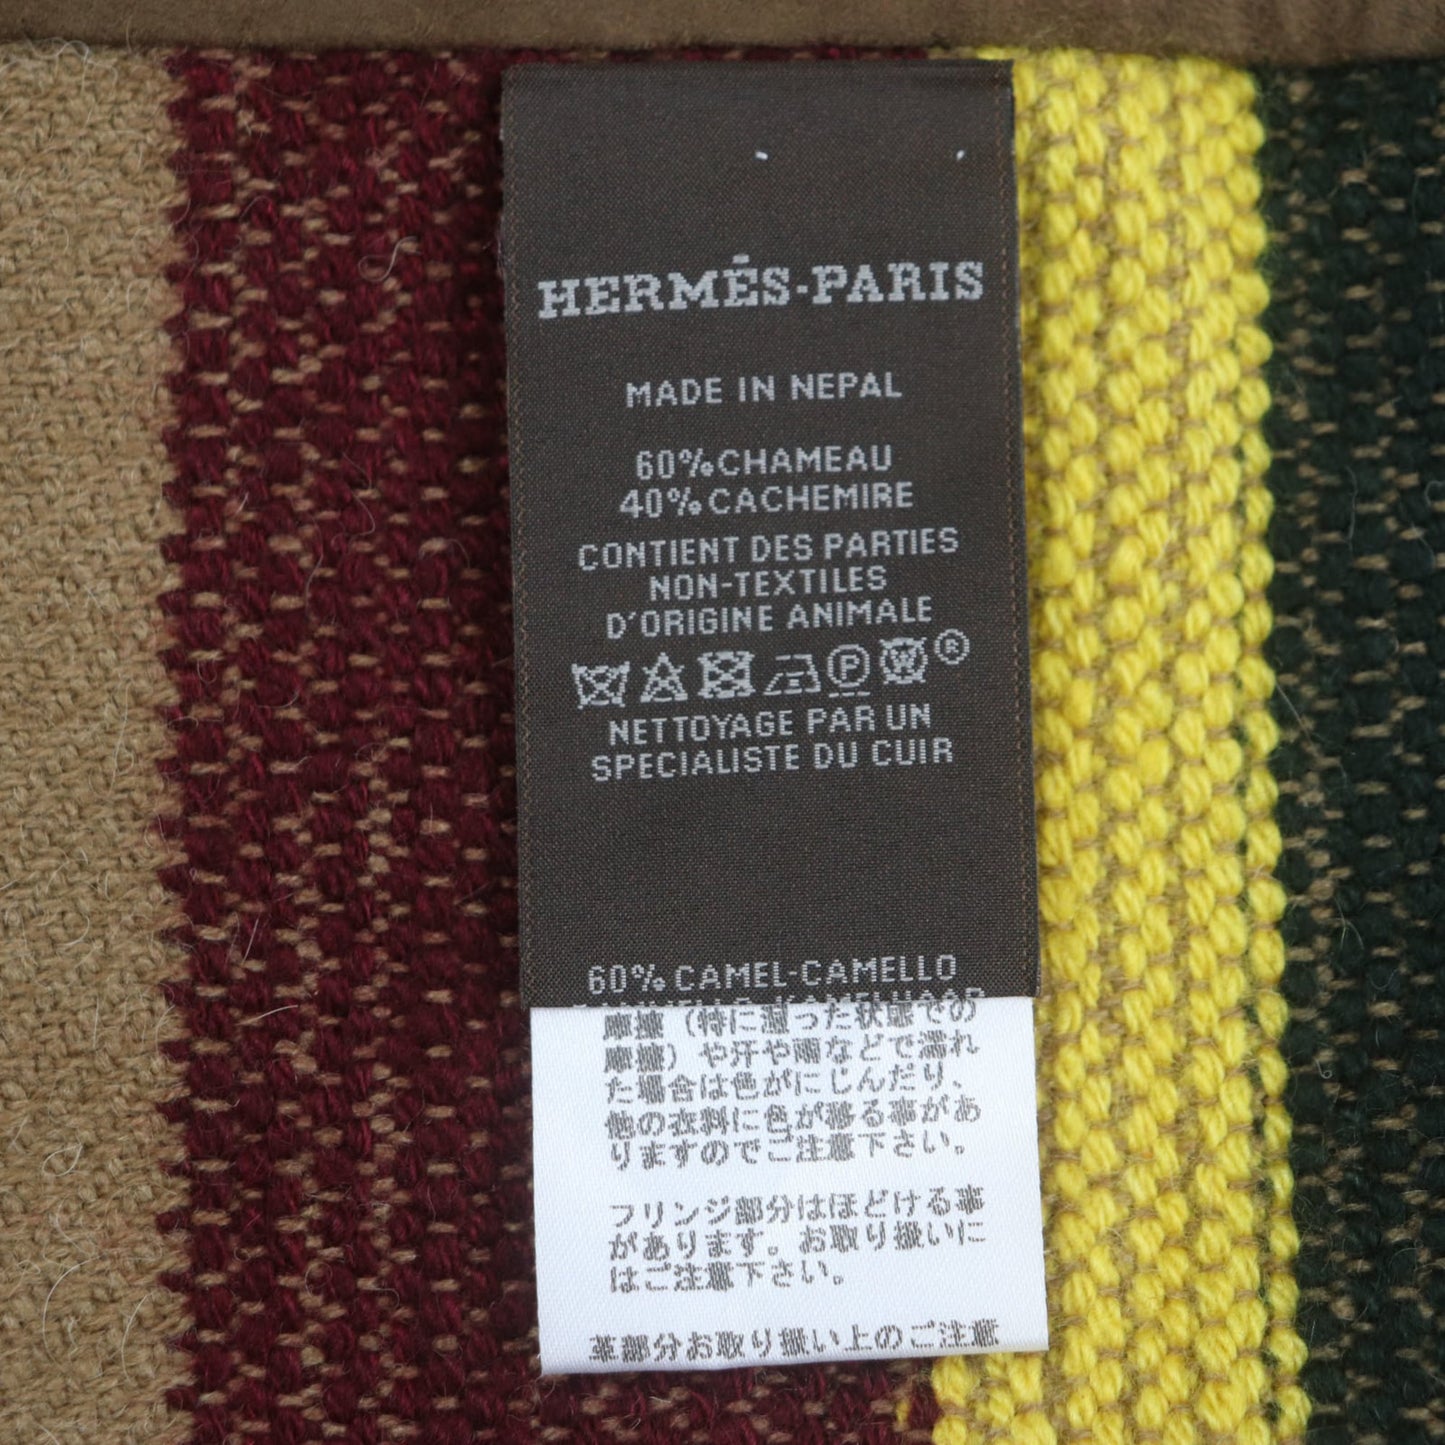 HERMÈS-PARIS
MADE IN NEPAL
60%CHAMEAU
40%CACHEMIRE
CONTIENT DES PARTIES
NON-TEXTILES
D'ORIGINE ANIMALE
P W ®
NETTOYAGE PAR UN
SPECIALISTE DU CUIR
60% CAMEL-CAMELLO
摩擦（特に湿った状態での
摩擦）や汗や雨などで濡れ
た場合は色がにじんだり、
他の衣料に色が移る事があ
りますのでご注意下さい。
フリンジ部分はほどける事
があります。お取り扱いに
はご注意下さい。
革部分お取り扱い上のご注意